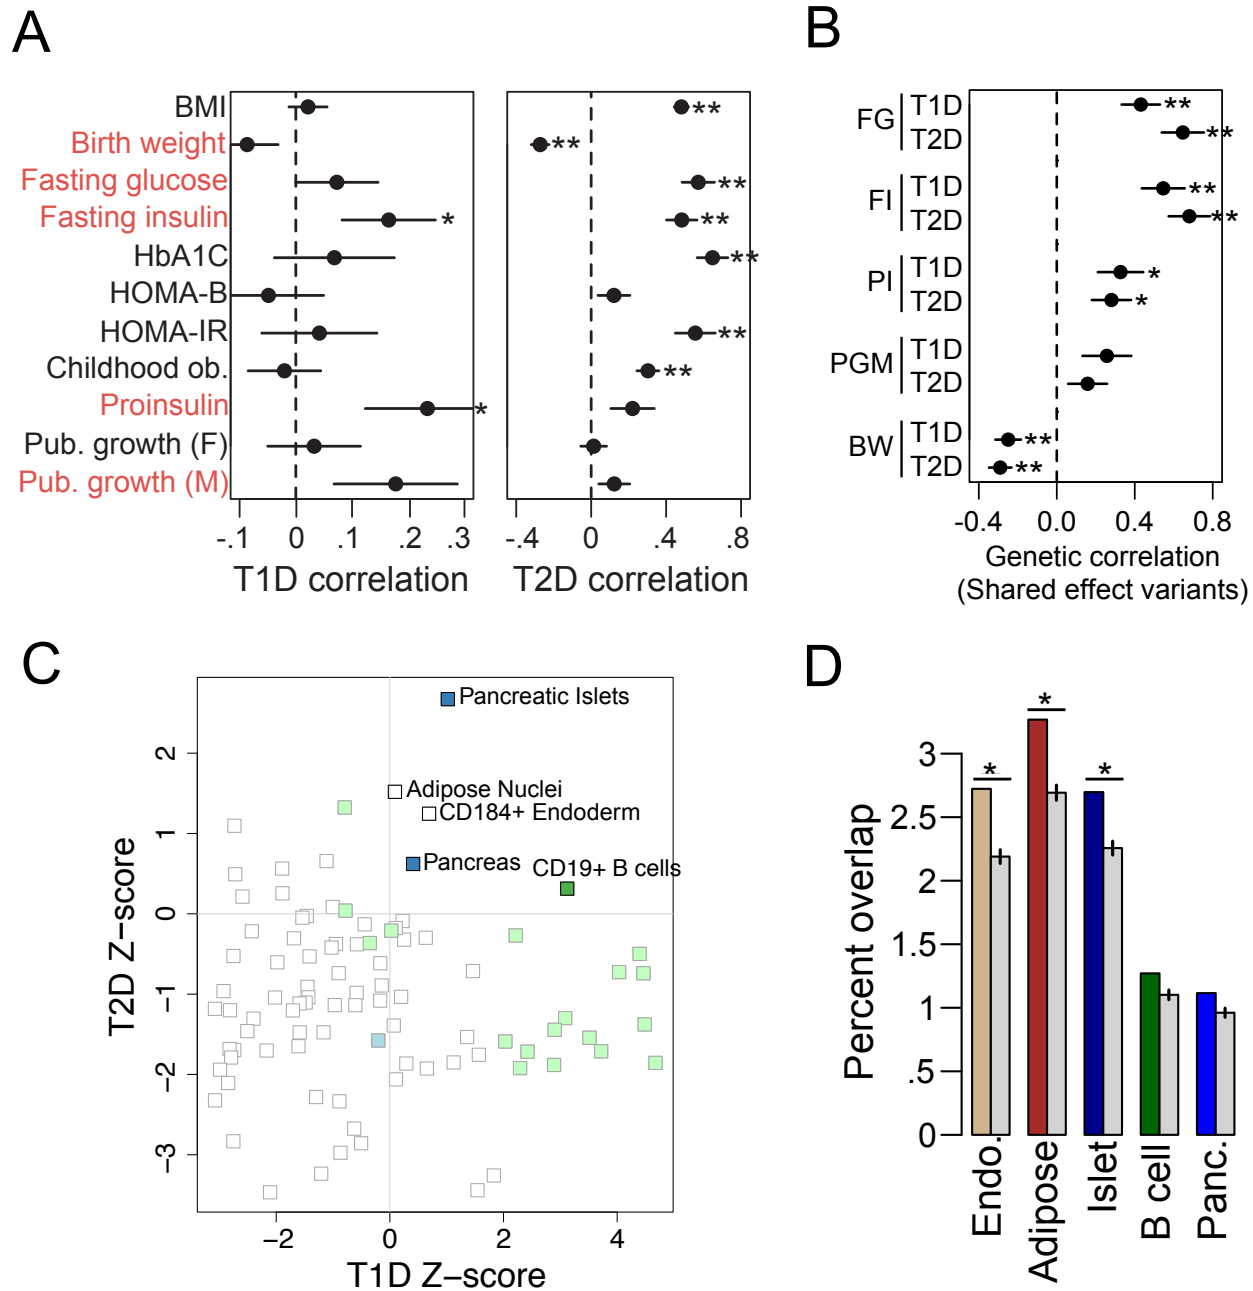 A
BMI
Birth weight
Fasting glucose
Fasting insulin
HbA1C
HOMA-B
HOMA-IR
Childhood ob.
Proinsulin
Pub. growth (F)
Pub. growth (M)
*
*
-.1 0 .1 .2 .3
T1D correlation
**
**
**
**
**
**
**
-.4 0 .4 .8
T2D correlation
B
FG T1D **
T2D **
FI T1D **
T2D **
PI T1D *
T2D *
PGM T1D
T2D
BW T1D **
T2D **
-0.4 0.0 0.4 0.8
Genetic correlation
(Shared effect variants)
C
Pancreatic Islets
Adipose Nuclei
CD184+ Endoderm
Pancreas
CD19+ B cells
2
1
0
−1
−2
−3
T2D Z−score
−2 0 2 4
T1D Z−score
D
* * *
3
2.5
2
1.5
1
.5
0
Percent overlap
Endo.
Adipose
Islet
B cell
Panc.